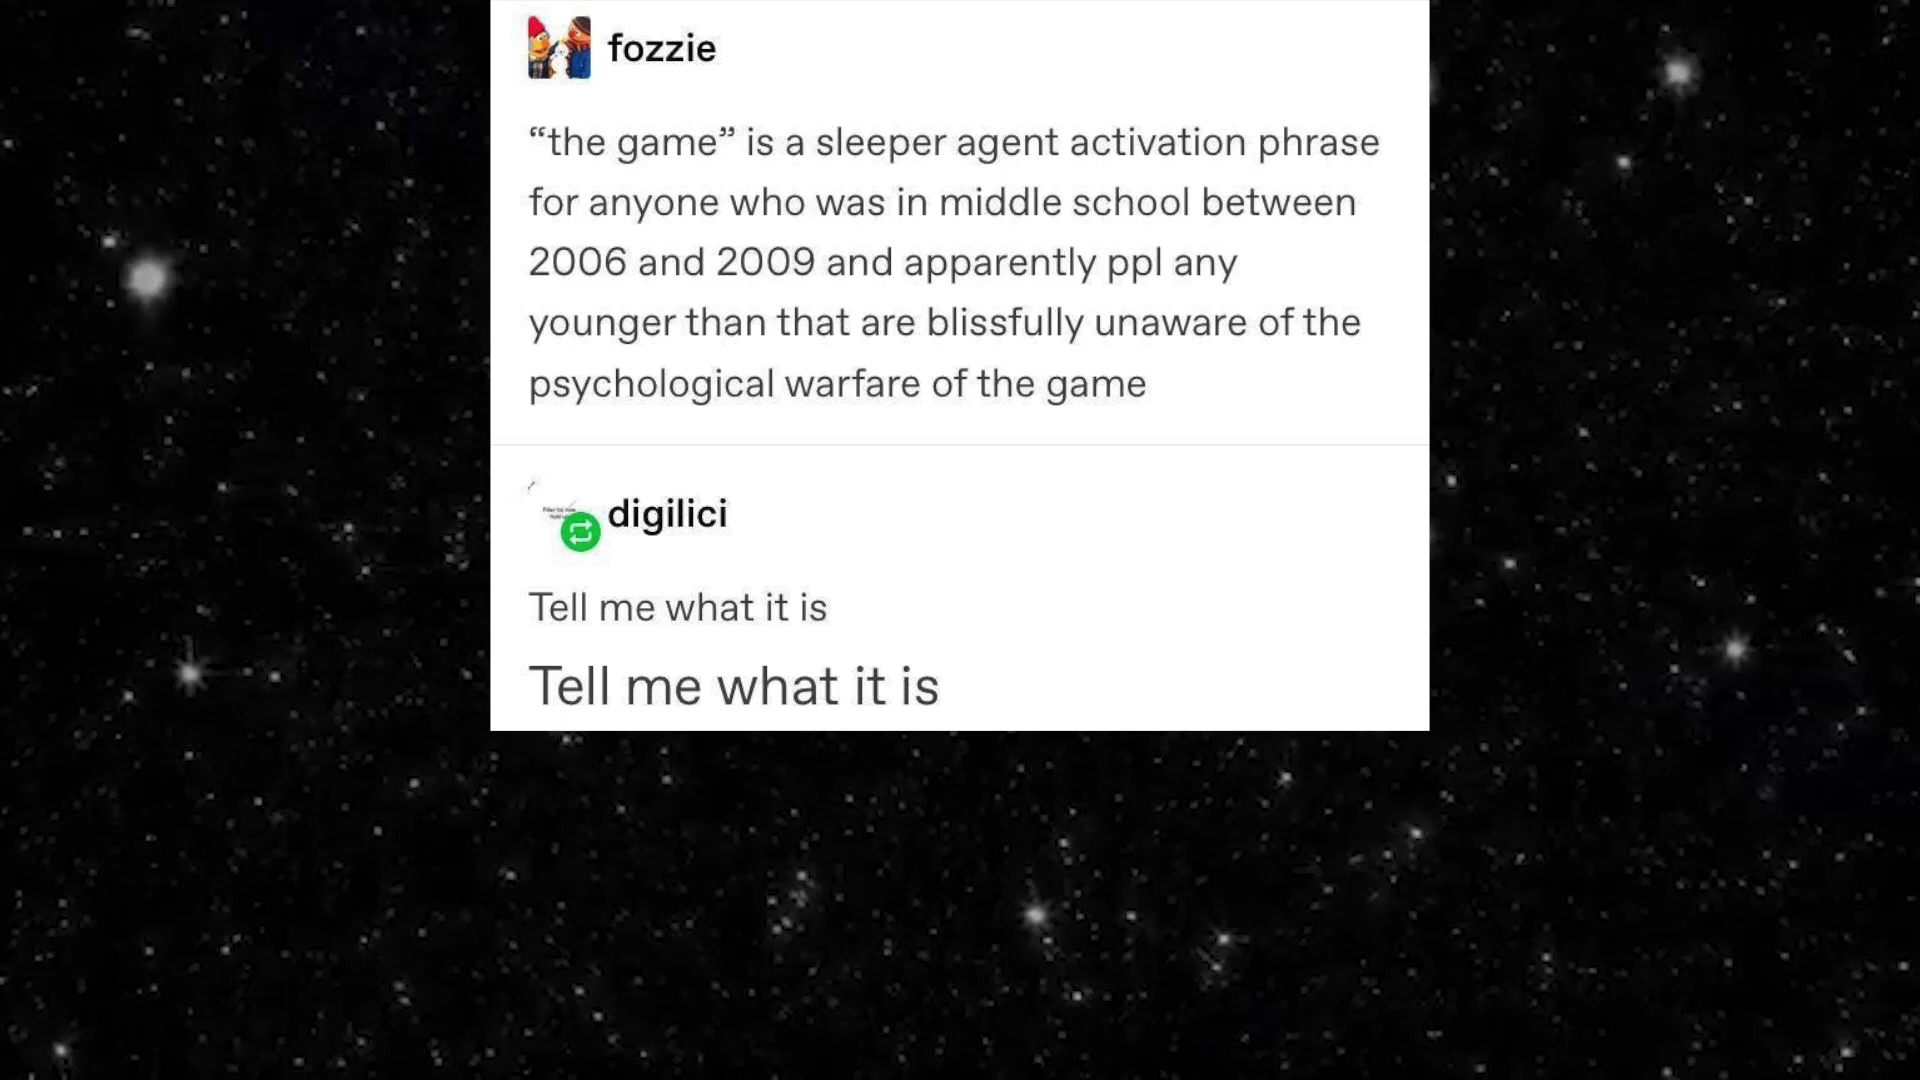 fozzie
“the game” is a sleeper agent activation phrase
for anyone who was in middle school between
2006 and 2009 and apparently ppl any
younger than that are blissfully unaware of the
psychological warfare of the game
digilici
Tell me what it is
Tell me what it is